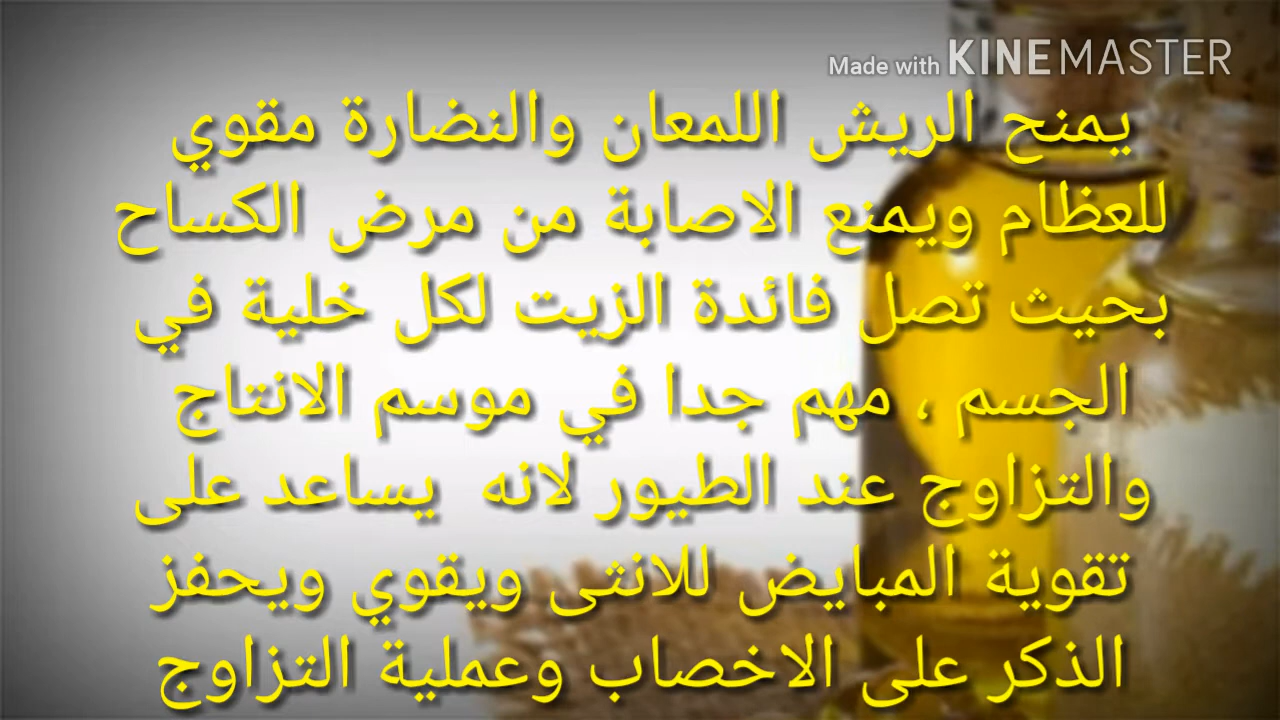 Made with KINEMASTER
يمنح الريش اللمعان والنضارة مقوي
للعظام ويمنع الاصابة من مرض الكساح
بحيث تصل فائدة الزيت لكل خلية في
الجسم ، مهم جدا في موسم الانتاج
والتزاوج عند الطيور لانه يساعد على
تقوية المبايض للانثى ويقوي ويحفز
الذكر على الاخصاب وعملية التزاوج